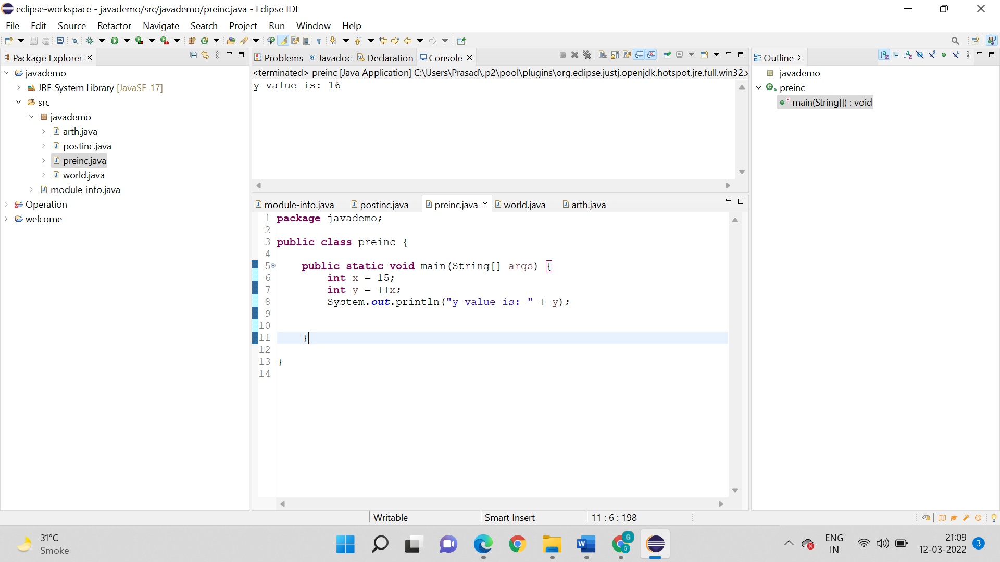 eclipse-workspace - javademo/src/javademo/preinc.java - Eclipse IDE
File Edit Source Refactor Navigate Search Project Run Window Help
Package Explorer
javademo
JRE System Library [JavaSE-17]
src
javademo
arth.java
postinc.java
preinc.java
world.java
module-info.java
Operation
welcome
Problems Javadoc Declaration Console
<terminated> preinc [Java Application] C:\Users\Prasad\.p2\pool\plugins\org.eclipse.justj.openjdk.hotspot.jre.full.win32.x
y value is: 16
module-info.java postinc.java preinc.java world.java arth.java
1 package javademo;
2
3 public class preinc {
4
5 public static void main(String[] args) {
6 int x = 15;
7 int y = ++x;
8 System.out.println("y value is: " + y);
9
10
11 }
12
13 }
14
Outline
javademo
preinc
main(String[]) : void
Writable Smart Insert 11 : 6 : 198
31°C
Smoke
ENG
IN
21:09
12-03-2022
3